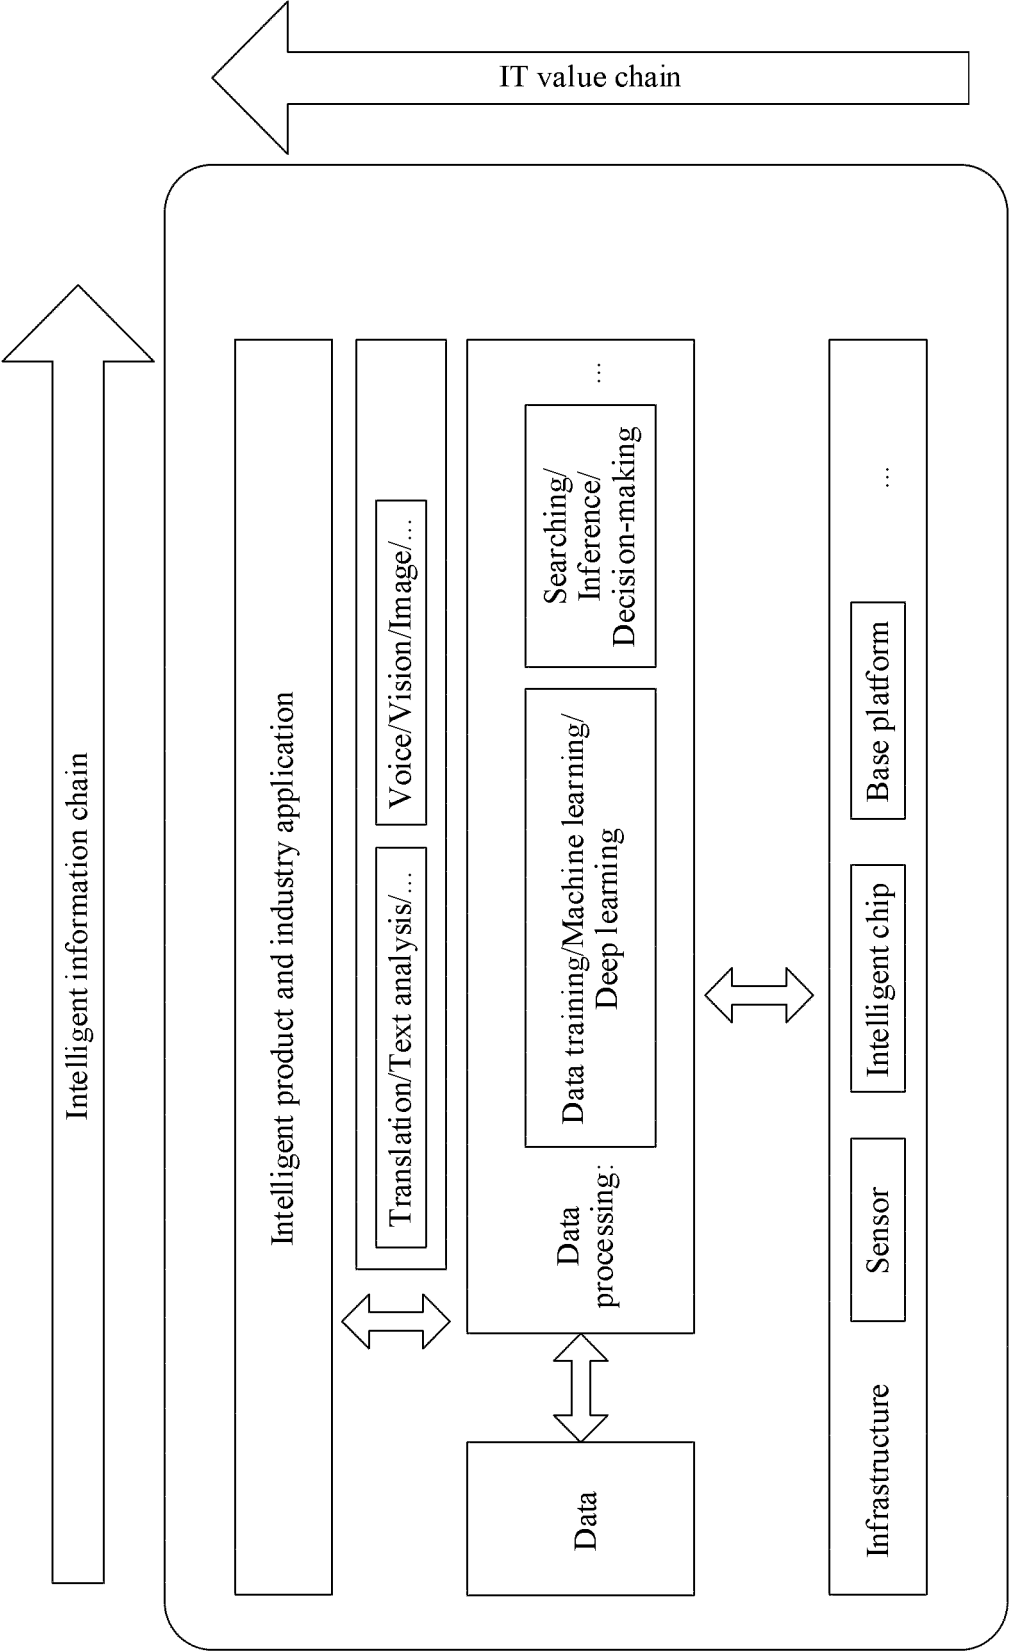 Intelligent information chain
IT value chain
Intelligent product and industry application
Translation/Text analysis/...
Voice/Vision/Image/...
Data
Data
processing:
Data training/Machine learning/
Deep learning
Searching/
Inference/
Decision-making
...
Infrastructure
Sensor
Intelligent chip
Base platform
...